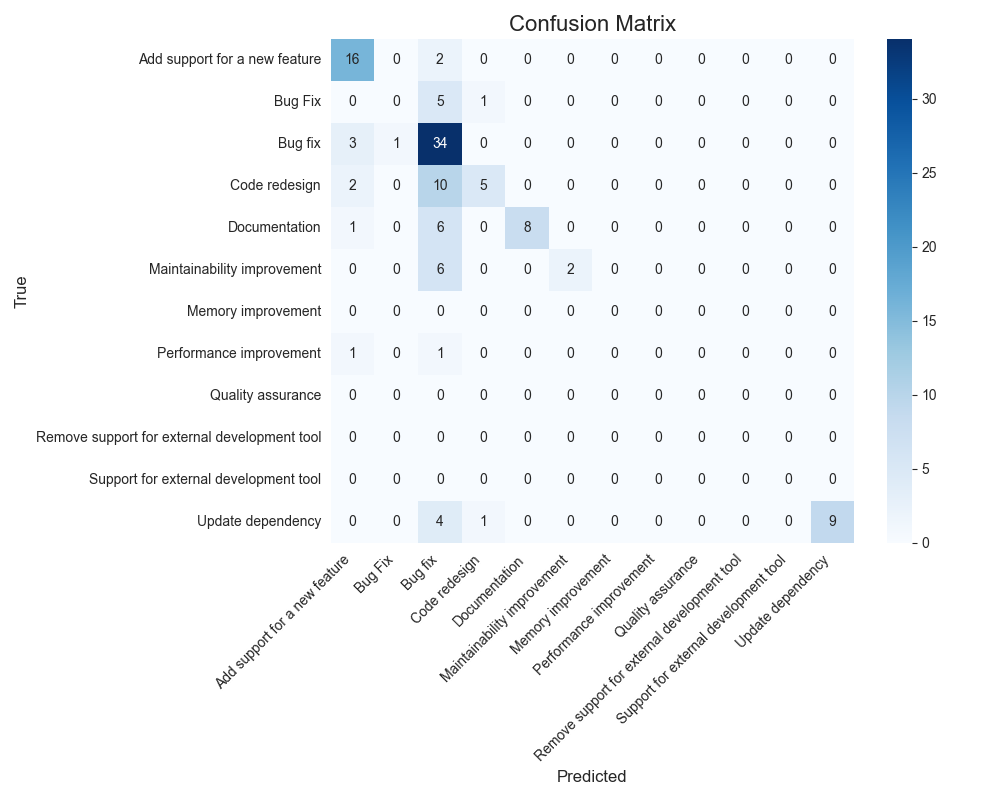 Confusion Matrix
Add support for a new feature 16 0 2 0 0 0 0 0 0 0 0 0
Bug Fix 0 0 5 1 0 0 0 0 0 0 0 0
Bug fix 3 1 34 0 0 0 0 0 0 0 0 0
Code redesign 2 0 10 5 0 0 0 0 0 0 0 0
Documentation 1 0 6 0 8 0 0 0 0 0 0 0
Maintainability improvement 0 0 6 0 0 2 0 0 0 0 0 0
Memory improvement 0 0 0 0 0 0 0 0 0 0 0 0
Performance improvement 1 0 1 0 0 0 0 0 0 0 0 0
Quality assurance 0 0 0 0 0 0 0 0 0 0 0 0
Remove support for external development tool 0 0 0 0 0 0 0 0 0 0 0 0
Support for external development tool 0 0 0 0 0 0 0 0 0 0 0 0
Update dependency 0 0 4 1 0 0 0 0 0 0 0 9
True
Add support for a new feature
Bug Fix
Bug fix
Code redesign
Documentation
Maintainability improvement
Memory improvement
Performance improvement
Quality assurance
Remove support for external development tool
Support for external development tool
Update dependency
Predicted
30
25
20
15
10
5
0